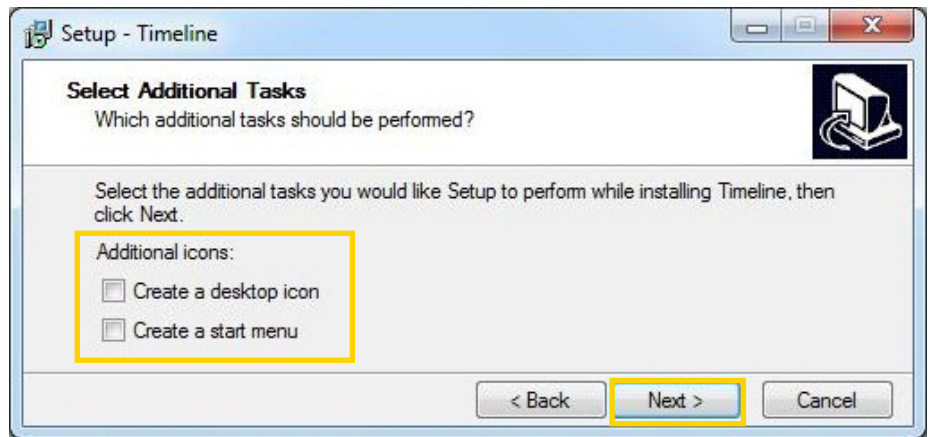 Setup - Timeline
Select Additional Tasks
Which additional tasks should be performed?
Select the additional tasks you would like Setup to perform while installing Timeline, then
click Next.
Additional icons:
Create a desktop icon
Create a start menu
< Back Next > Cancel